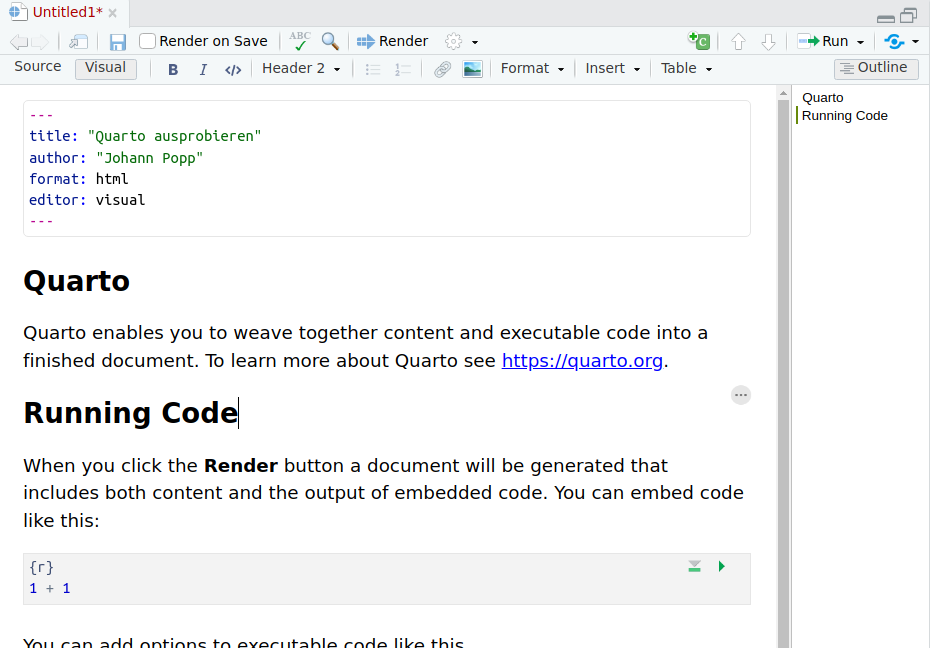 Untitled1*
Render on Save ABC Render Run
Source Visual B I </> Header 2 Format Insert Table Outline
Quarto
Running Code
---
title: "Quarto ausprobieren"
author: "Johann Popp"
format: html
editor: visual
---
Quarto
Quarto enables you to weave together content and executable code into a
finished document. To learn more about Quarto see https://quarto.org.
Running Code
When you click the Render button a document will be generated that
includes both content and the output of embedded code. You can embed code
like this:
{r}
1 + 1
You can add options to executable code like this